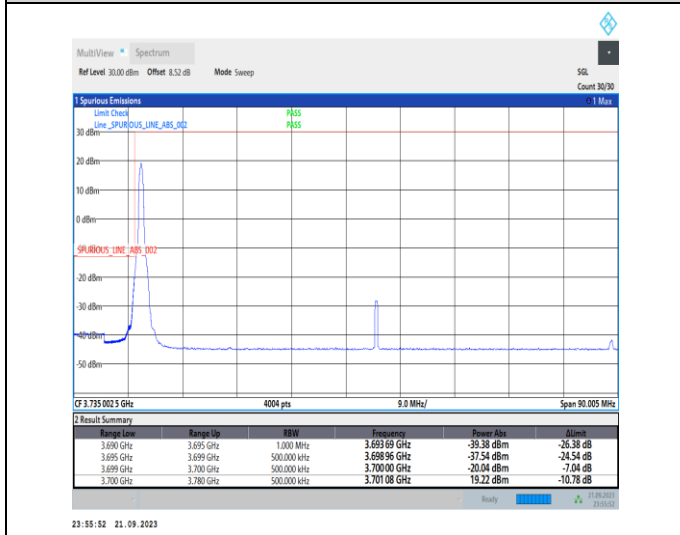 MultiView Spectrum
Ref Level 30.00 dBm Offset 8.52 dB Mode Sweep SGL
Count 30/30
1 Spurious Emissions 1 Max
Limit Check PASS
Line _SPURIOUS_LINE_ABS_002 PASS
30 dBm
20 dBm
10 dBm
0 dBm
_SPURIOUS_LINE_ABS_002
-20 dBm
-30 dBm
-40 dBm
-50 dBm
CF 3.735 002 5 GHz 4004 pts 9.0 MHz/ Span 90.005 MHz
2 Result Summary
Range Low Range Up RBW Frequency Power Abs ΔLimit
3.690 GHz 3.695 GHz 1.000 MHz 3.693 69 GHz -39.38 dBm -26.38 dB
3.695 GHz 3.699 GHz 500.000 kHz 3.698 96 GHz -37.54 dBm -24.54 dB
3.699 GHz 3.700 GHz 500.000 kHz 3.700 00 GHz -20.04 dBm -7.04 dB
3.700 GHz 3.780 GHz 500.000 kHz 3.701 08 GHz 19.22 dBm -10.78 dB
Ready 21.09.2023
23:55:52
23:55:52 21.09.2023